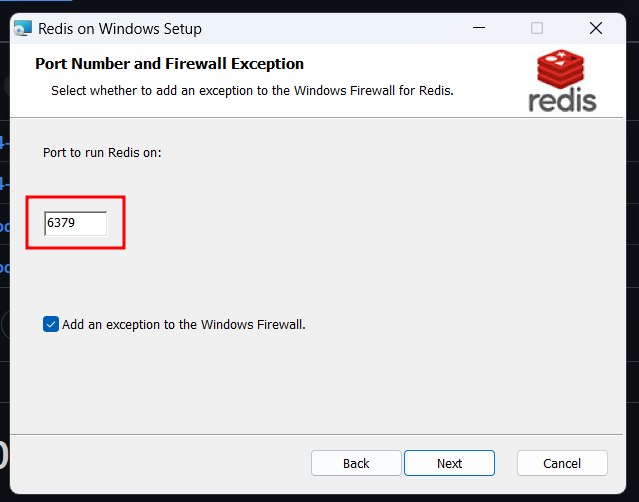 Redis on Windows Setup
Port Number and Firewall Exception
Select whether to add an exception to the Windows Firewall for Redis.
redis
Port to run Redis on:
6379
Add an exception to the Windows Firewall.
Back
Next
Cancel